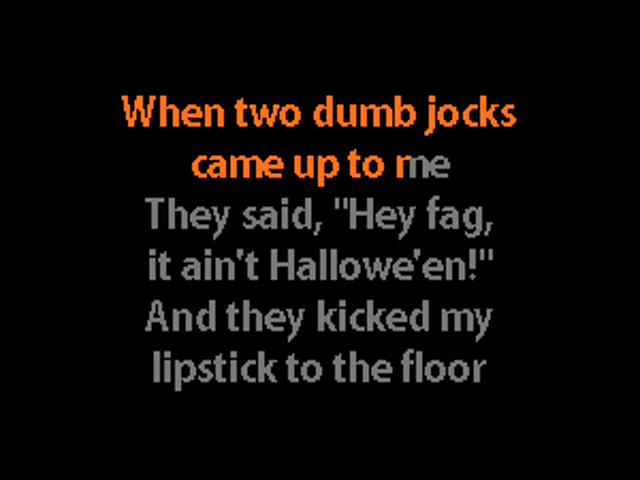 When two dumb jocks
came up to me
They said, "Hey fag,
it ain't Hallowe'en!"
And they kicked my
lipstick to the floor